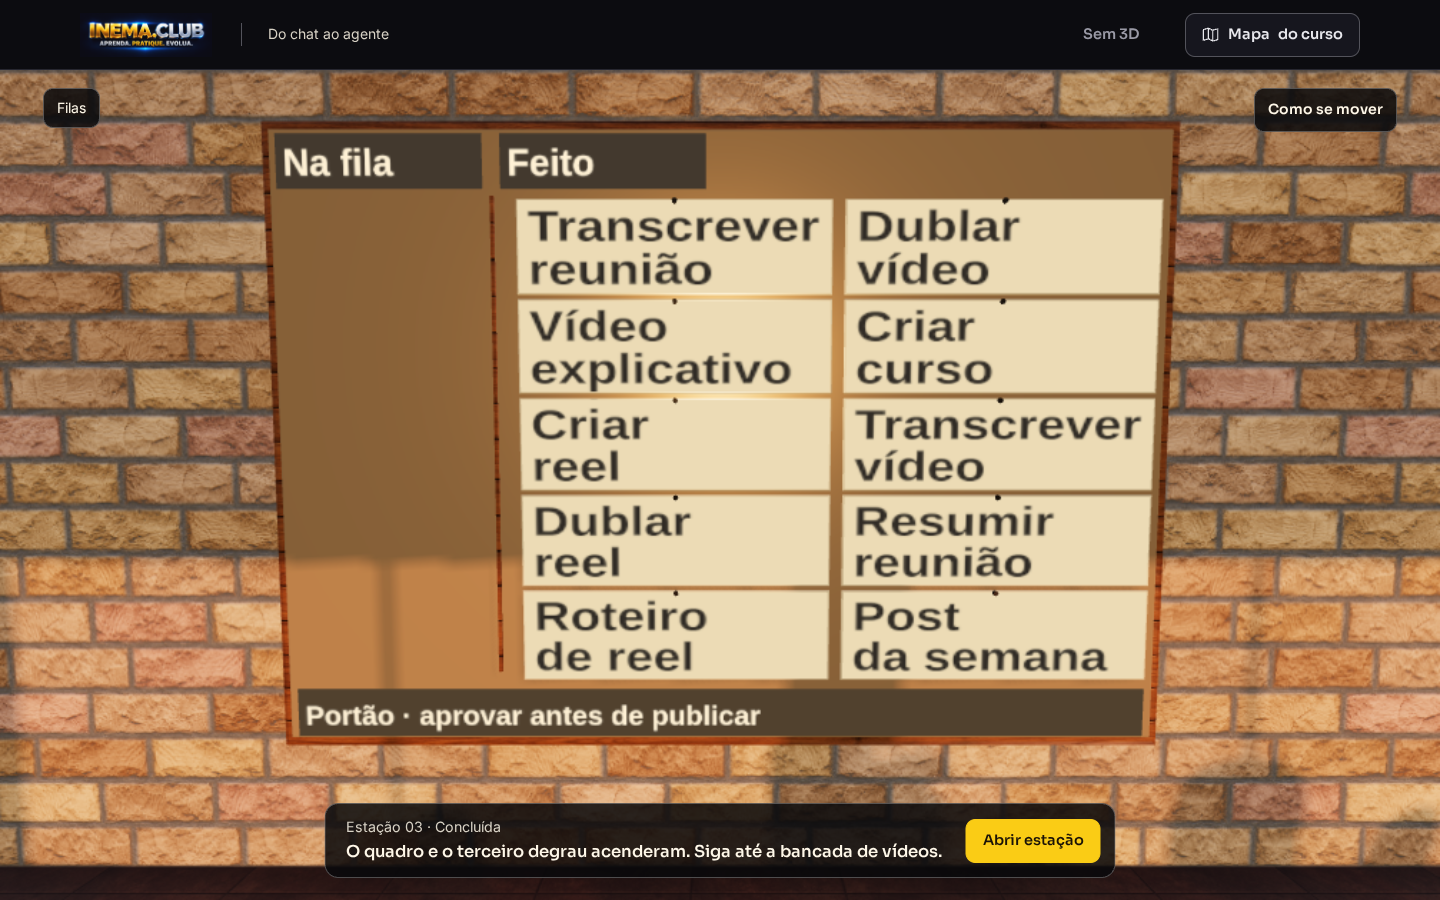 INEMA.CLUB
APRENDA. PRATIQUE. EVOLUA.
Do chat ao agente
Sem 3D
Mapa do curso
Filas
Como se mover
Na fila
Feito
Transcrever
reunião
Dublar
vídeo
Vídeo
explicativo
Criar
curso
Criar
reel
Transcrever
vídeo
Dublar
reel
Resumir
reunião
Roteiro
de reel
Post
da semana
Portão · aprovar antes de publicar
Estação 03 · Concluída
O quadro e o terceiro degrau acenderam. Siga até a bancada de vídeos.
Abrir estação